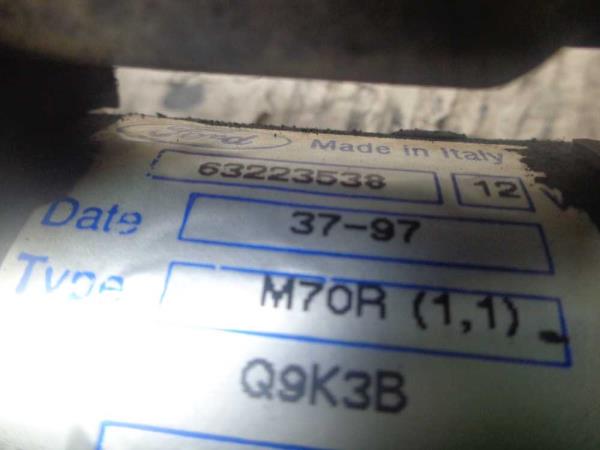 Ford Made in Italy
63223538 12 V
Date 37-97
Type M70R (1,1)
Q9K3B